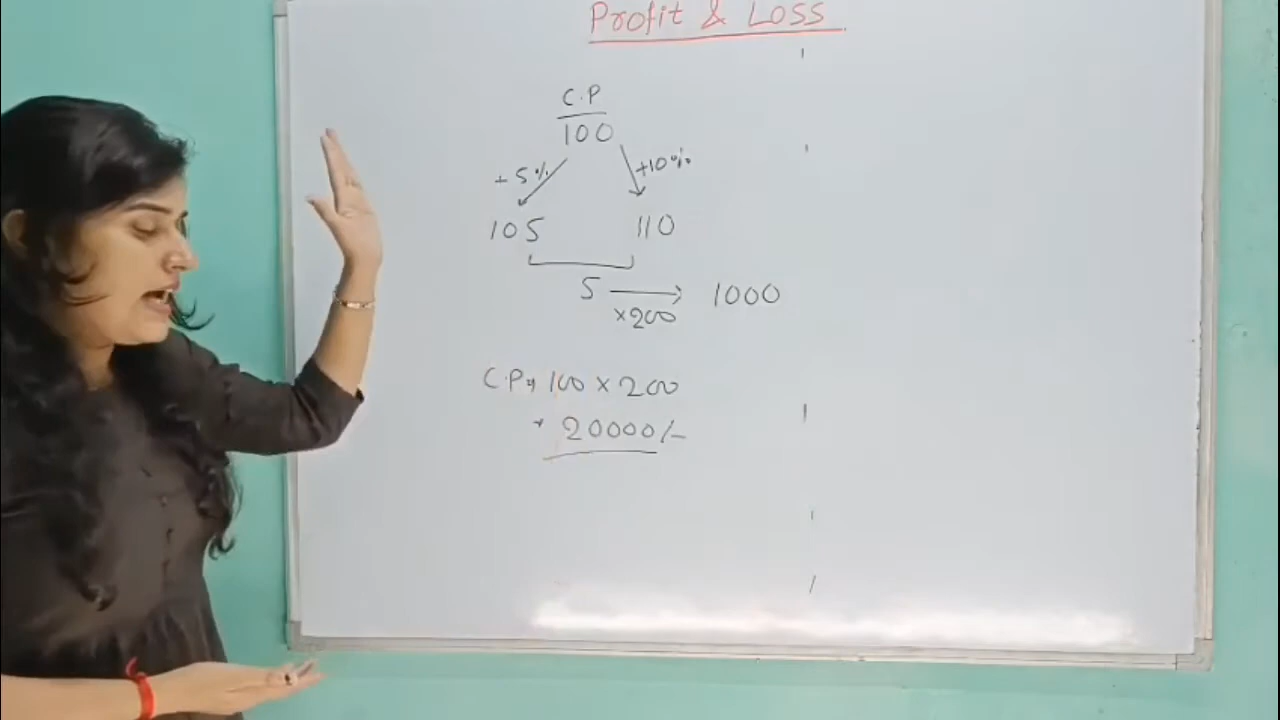 Profit & Loss
C.P
100
+5% +10%
105 110
5 → 1000
×200
C.P = 100 × 200
= 20000/-